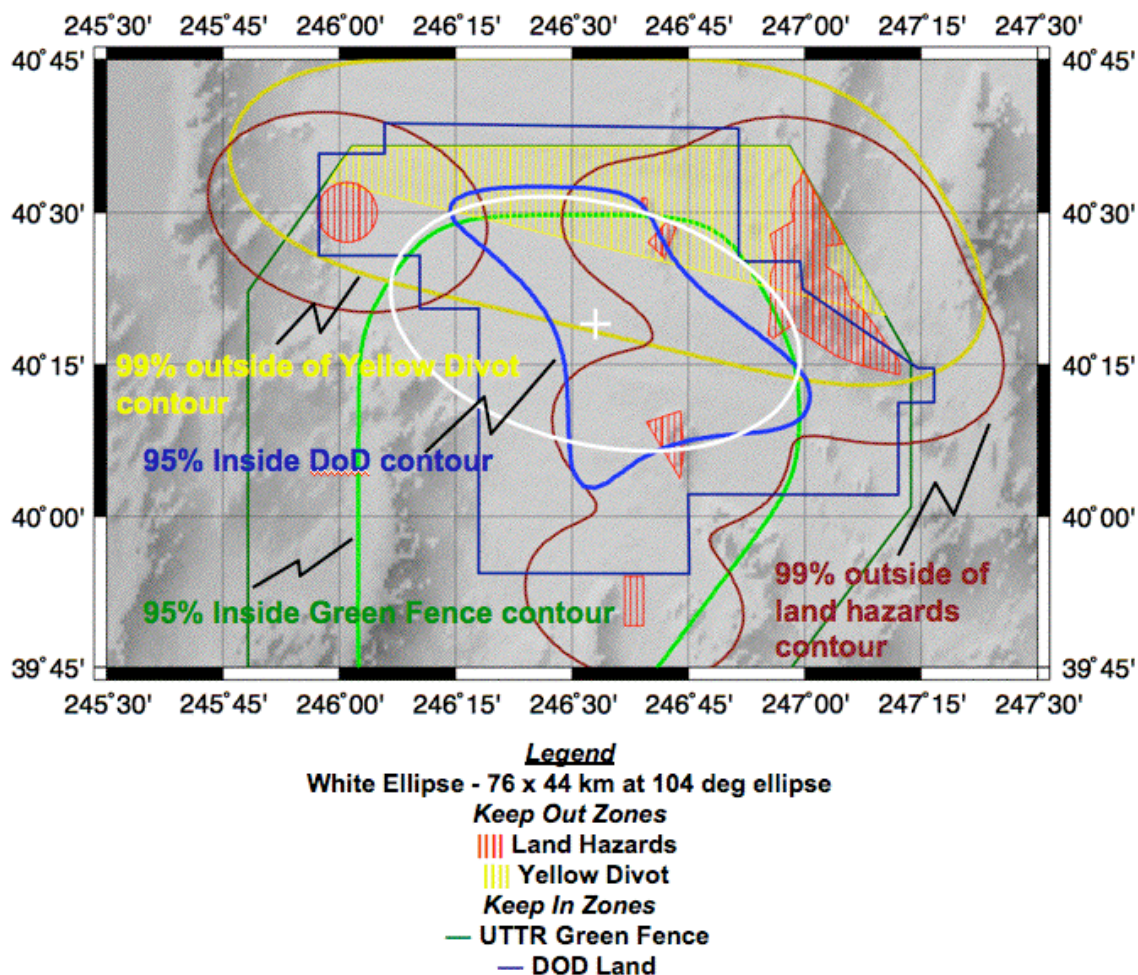 245˚30' 245˚45' 246˚00' 246˚15' 246˚30' 246˚45' 247˚00' 247˚15' 247˚30'
40˚45' 40˚45'
40˚30' 40˚30'
40˚15' 40˚15'
99% outside of Yellow Divot
contour
95% Inside DoD contour
40˚00' 40˚00'
99% outside of
land hazards
contour
95% Inside Green Fence contour
39˚45' 39˚45'
245˚30' 245˚45' 246˚00' 246˚15' 246˚30' 246˚45' 247˚00' 247˚15' 247˚30'
Legend
White Ellipse - 76 x 44 km at 104 deg ellipse
Keep Out Zones
Land Hazards
Yellow Divot
Keep In Zones
UTTR Green Fence
DOD Land